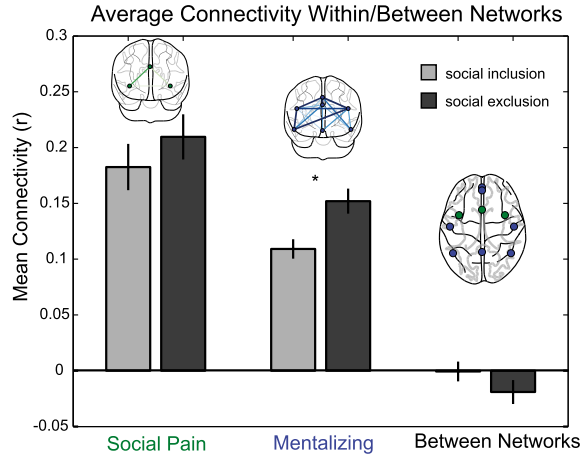 Average Connectivity Within/Between Networks
Mean Connectivity (r)
0.3
0.25
0.2
0.15
0.1
0.05
0
-0.05
social inclusion
social exclusion
*
Social Pain
Mentalizing
Between Networks